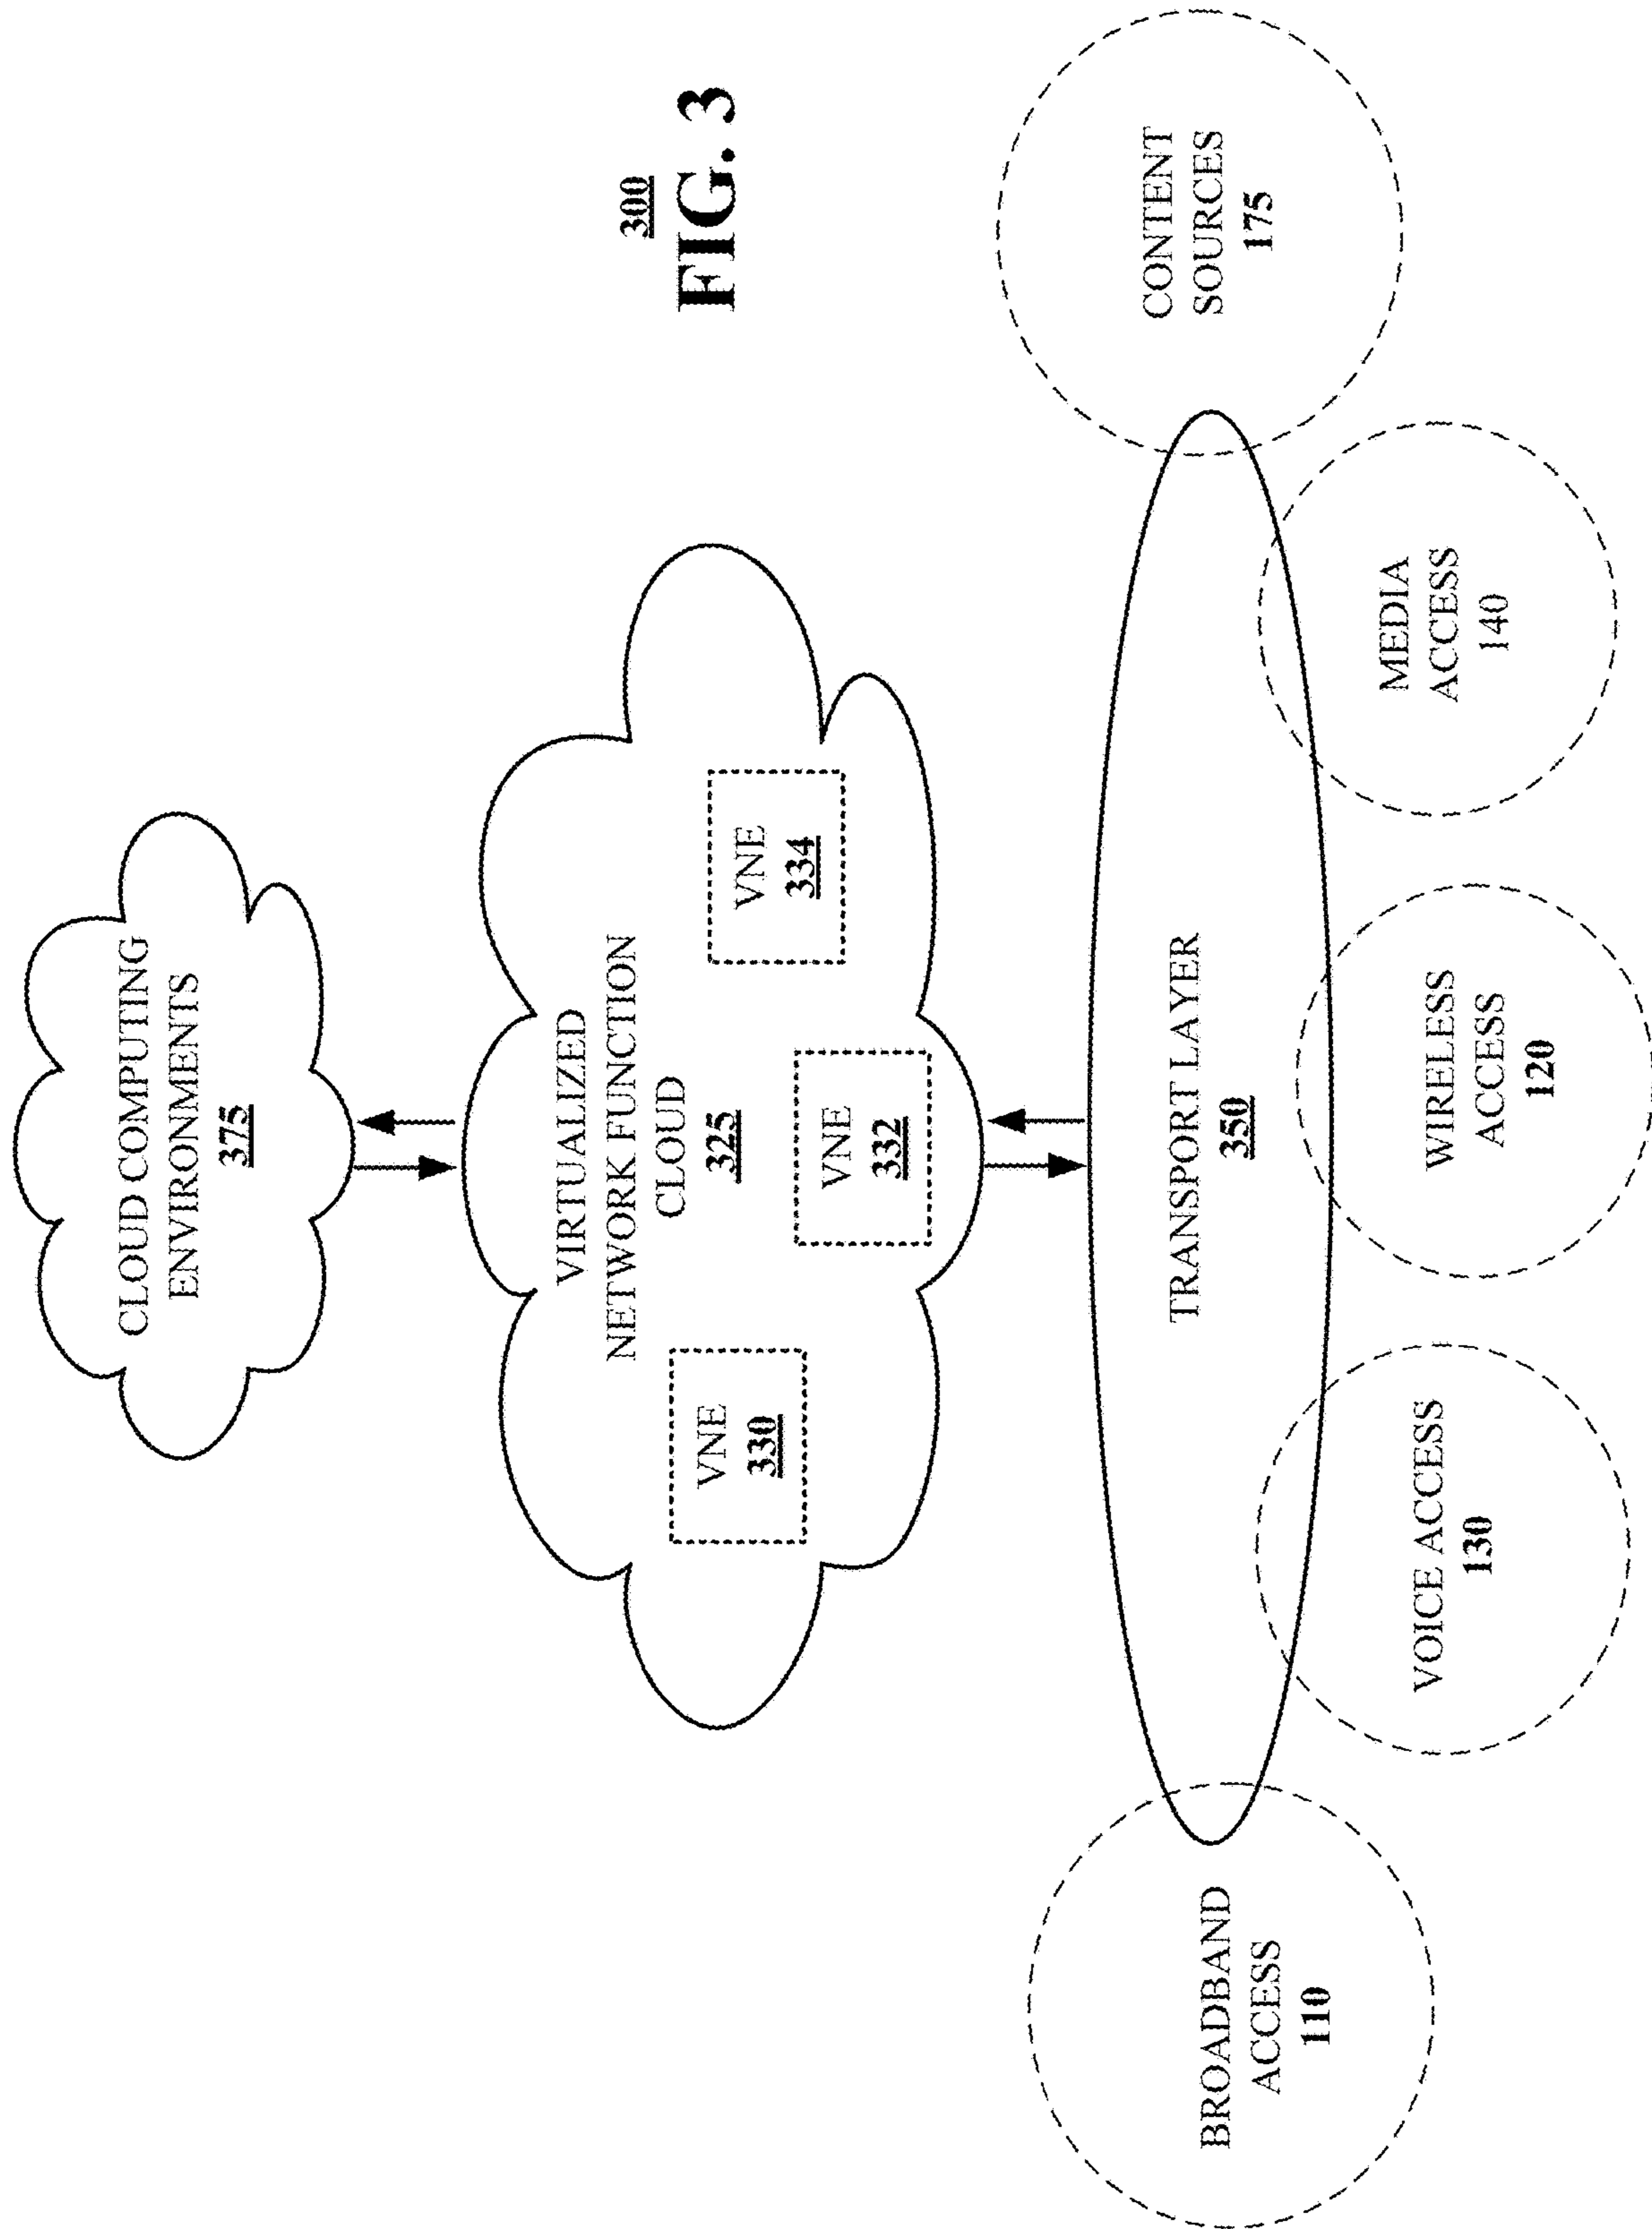 300
FIG. 3
CLOUD COMPUTING
ENVIRONMENTS
375
VIRTUALIZED
NETWORK FUNCTION
CLOUD
325
VNE
330
VNE
332
VNE
334
TRANSPORT LAYER
350
BROADBAND
ACCESS
110
VOICE ACCESS
130
WIRELESS
ACCESS
120
MEDIA
ACCESS
140
CONTENT
SOURCES
175